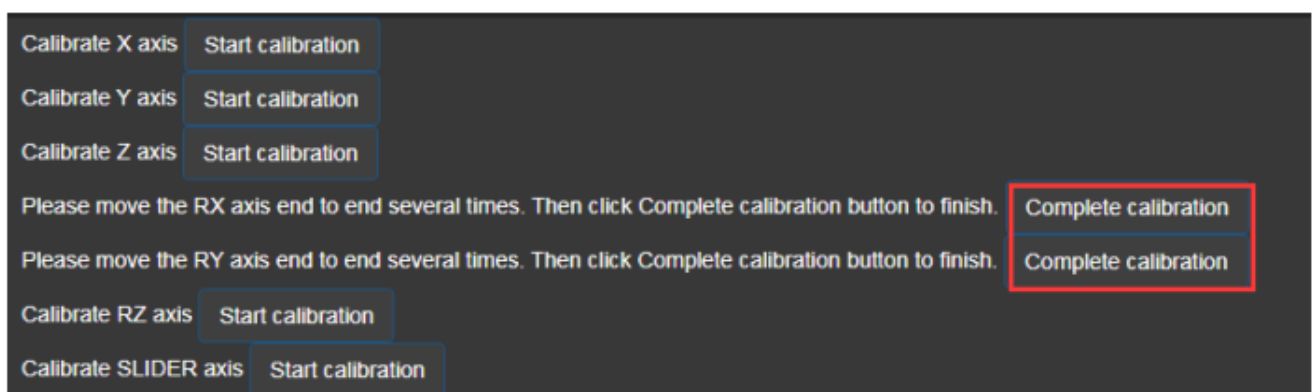 Calibrate X axis Start calibration
Calibrate Y axis Start calibration
Calibrate Z axis Start calibration
Please move the RX axis end to end several times. Then click Complete calibration button to finish. Complete calibration
Please move the RY axis end to end several times. Then click Complete calibration button to finish. Complete calibration
Calibrate RZ axis Start calibration
Calibrate SLIDER axis Start calibration